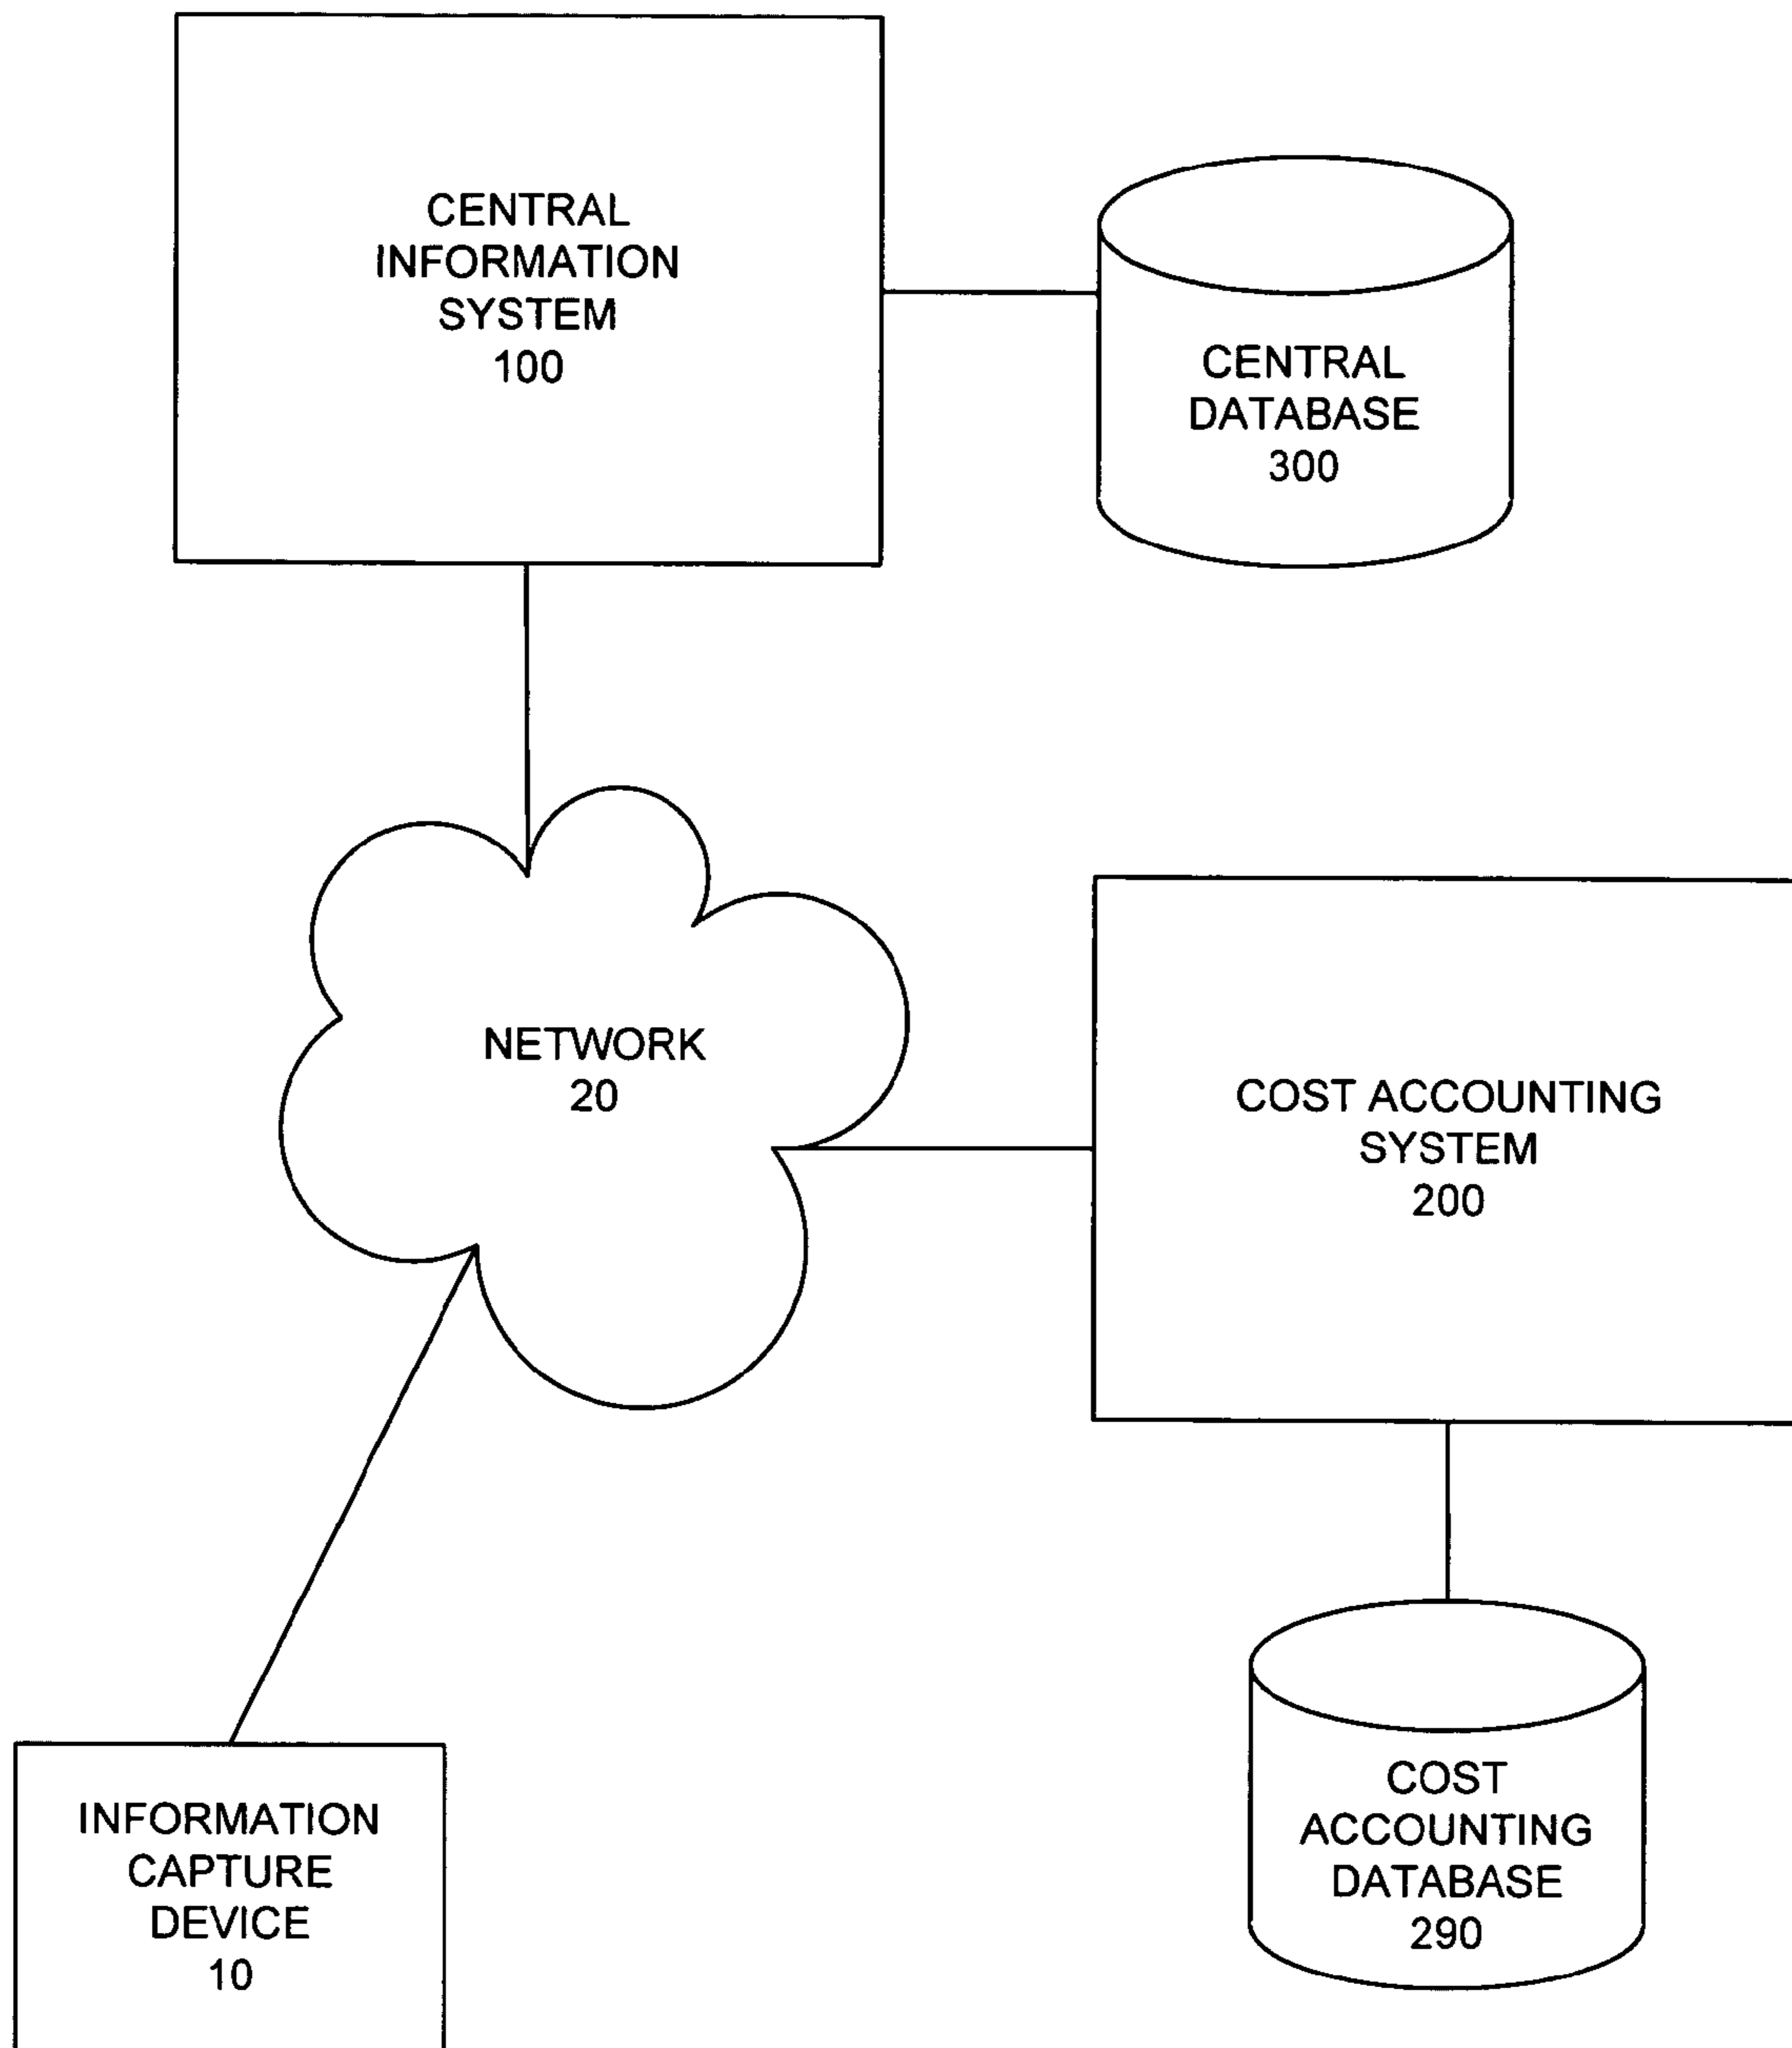 CENTRAL
INFORMATION
SYSTEM
100
CENTRAL
DATABASE
300
NETWORK
20
COST ACCOUNTING
SYSTEM
200
INFORMATION
CAPTURE
DEVICE
10
COST
ACCOUNTING
DATABASE
290